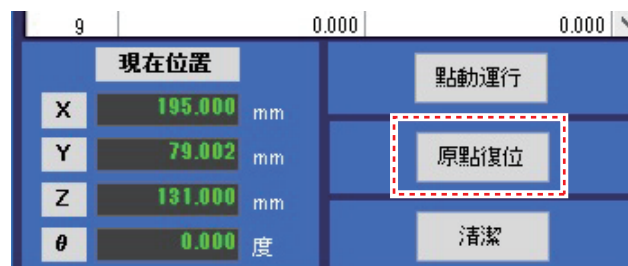 9 0.000 0.000
現在位置
點動運行
X 195.000 mm
Y 79.002 mm
原點復位
Z 131.000 mm
θ 0.000 度
清潔